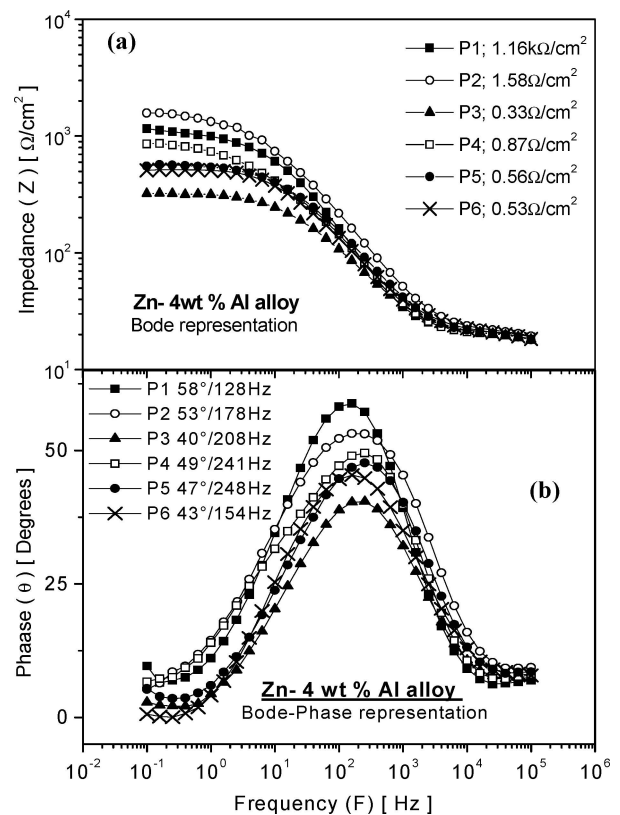 (a)
10⁴
10³
10²
10¹
Impedance ( Z ) [ Ω/cm²]
P1; 1.16kΩ/cm²
P2; 1.58Ω/cm²
P3; 0.33Ω/cm²
P4; 0.87Ω/cm²
P5; 0.56Ω/cm²
P6; 0.53Ω/cm²
Zn- 4wt % Al alloy
Bode representation
P1 58°/128Hz
P2 53°/178Hz
P3 40°/208Hz
P4 49°/241Hz
P5 47°/248Hz
P6 43°/154Hz
(b)
50
25
0
Phaase ( θ ) [Degrees]
Zn- 4 wt % Al alloy
Bode-Phase representation
10⁻² 10⁻¹ 10⁰ 10¹ 10² 10³ 10⁴ 10⁵ 10⁶
Frequency (F) [ Hz]